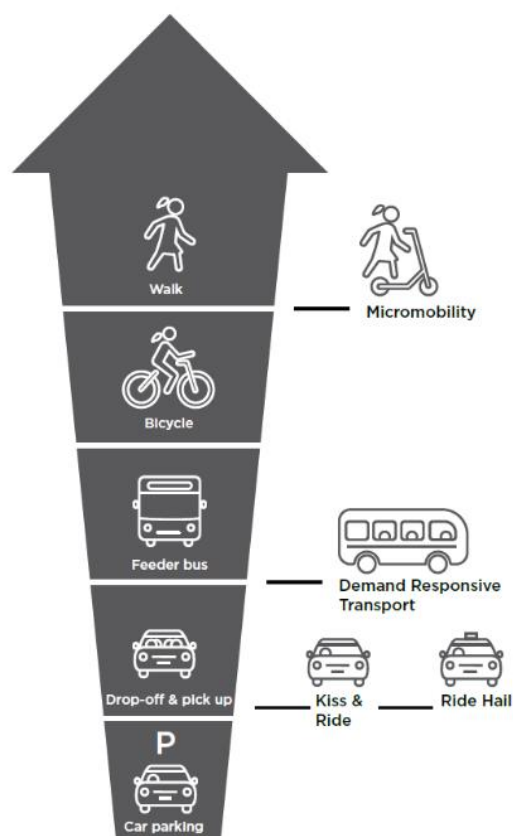 Walk
Micromobility
Bicycle
Feeder bus
Demand Responsive
Transport
Drop-off & pick up
Kiss &
Ride
Ride Hail
P
Car parking